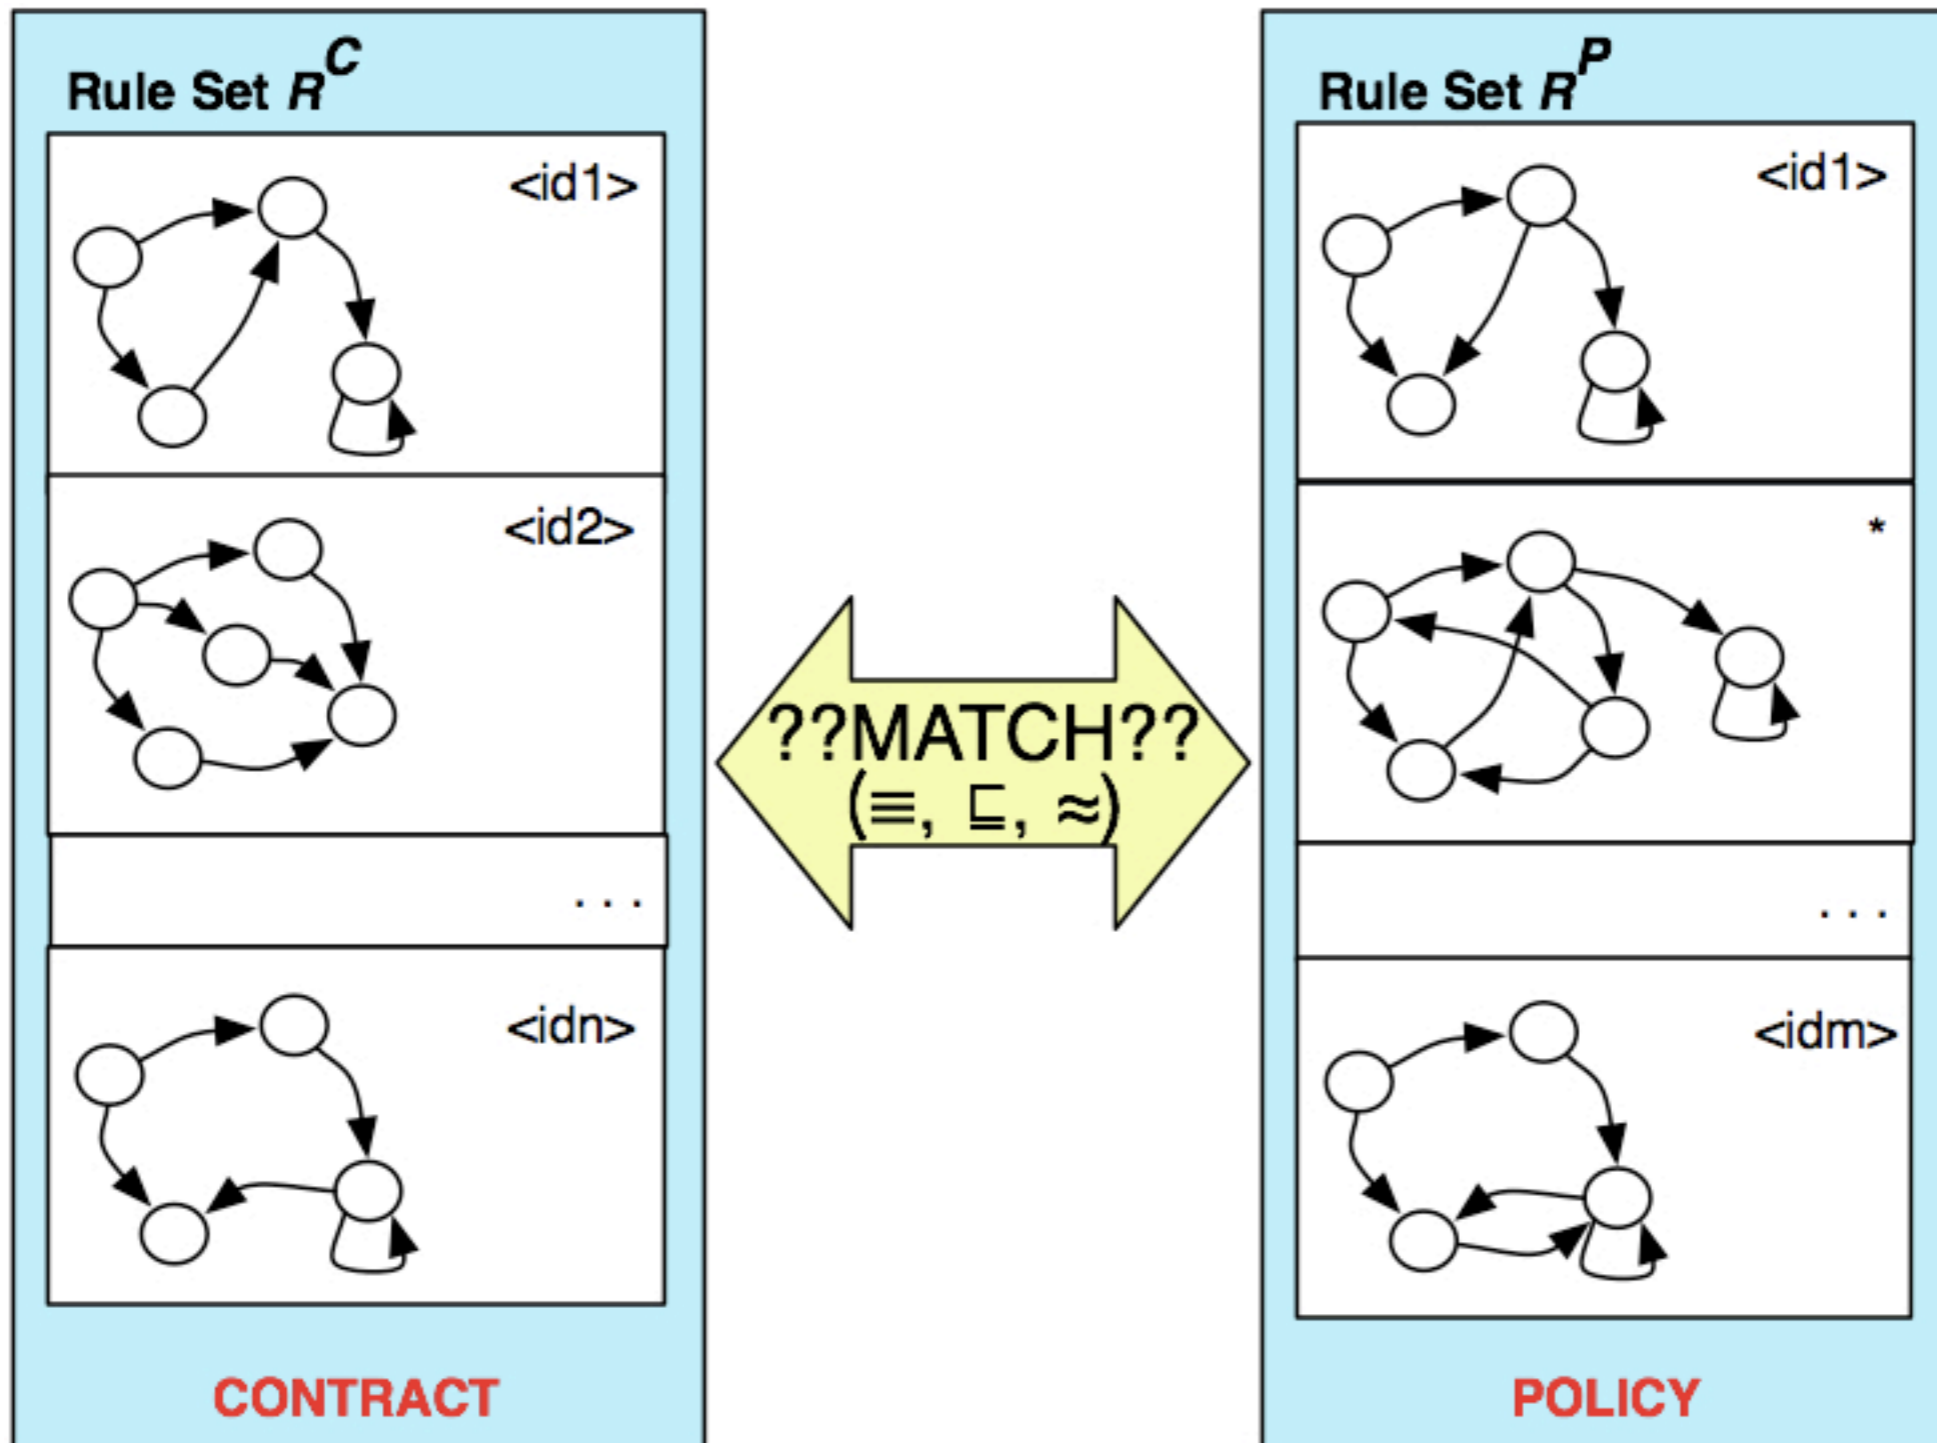 Rule Set R^C
<id1>
<id2>
. . .
<idn>
CONTRACT
??MATCH??
(≡, ⊑, ≈)
Rule Set R^P
<id1>
*
. . .
<idm>
POLICY